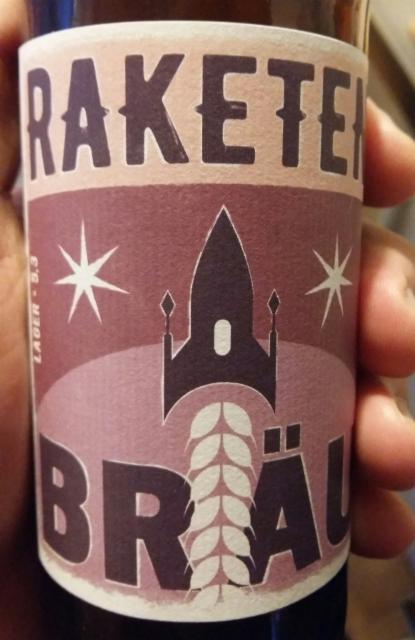 RAKETEN
BRÄU
LAGER · 5.3